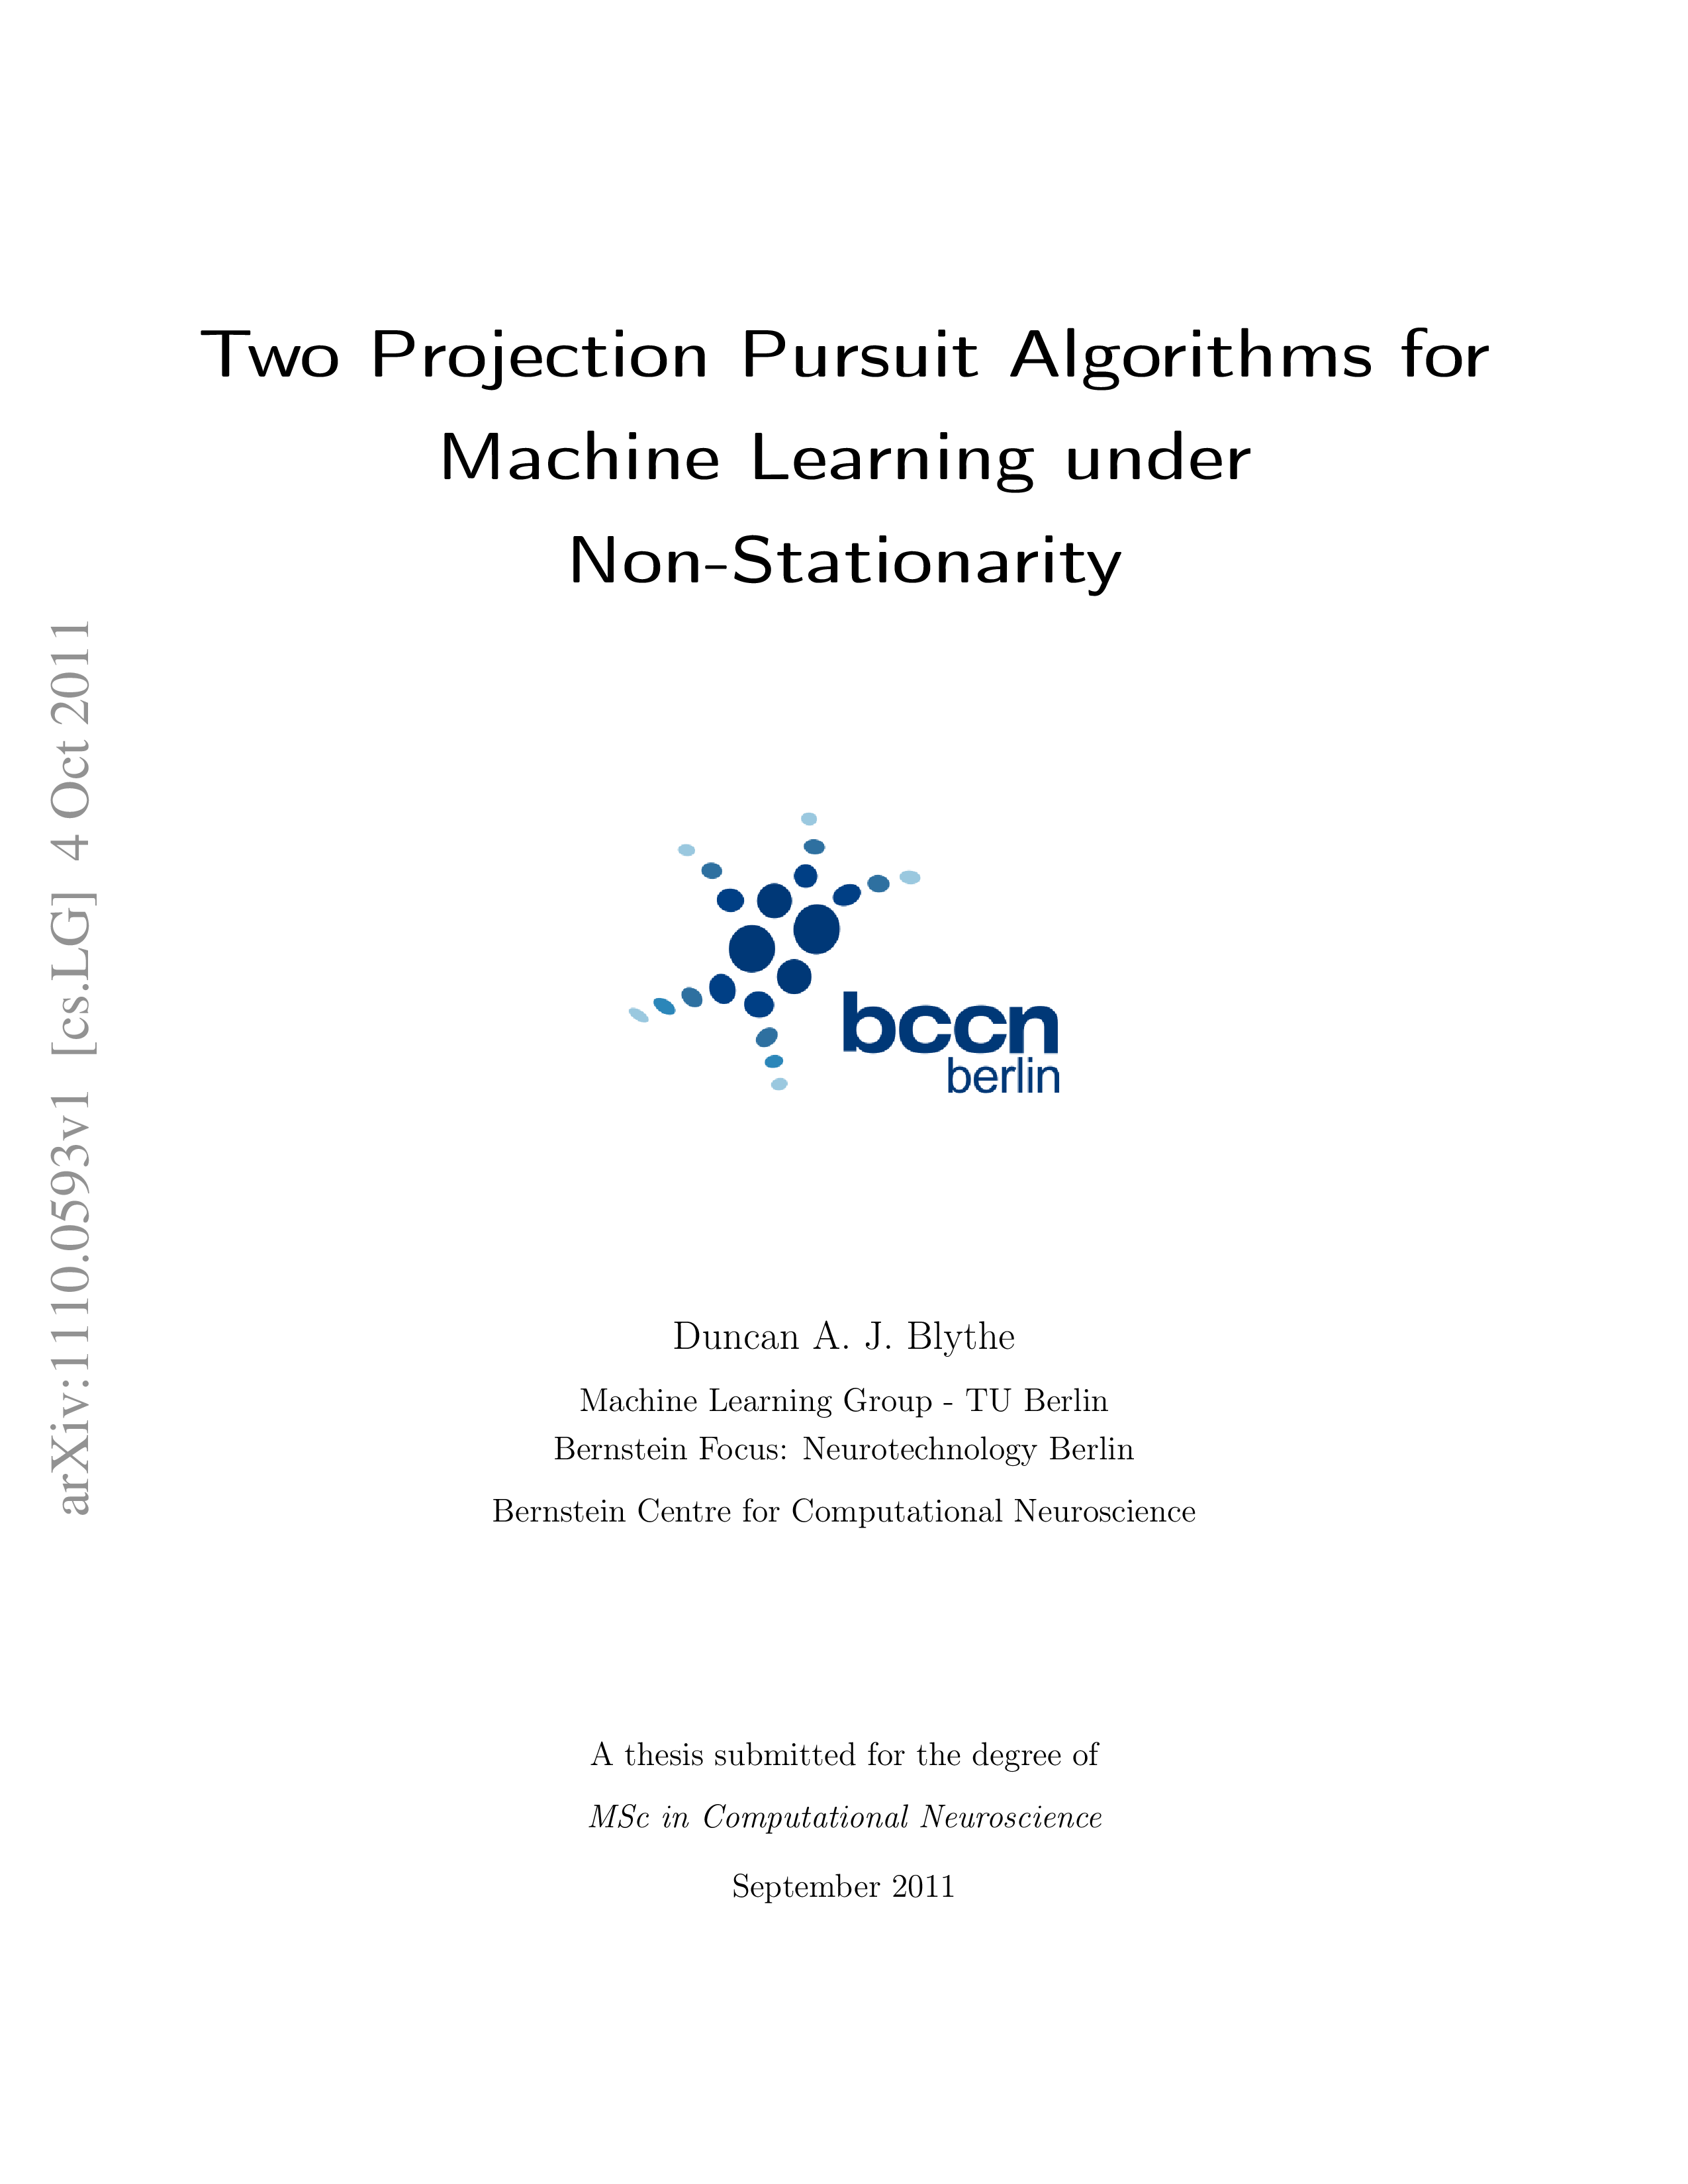 Two Projection Pursuit Algorithms for
Machine Learning under
Non-Stationarity
arXiv:1110.0593v1 [cs.LG] 4 Oct 2011
bccn
berlin
Duncan A. J. Blythe
Machine Learning Group - TU Berlin
Bernstein Focus: Neurotechnology Berlin
Bernstein Centre for Computational Neuroscience
A thesis submitted for the degree of
MSc in Computational Neuroscience
September 2011